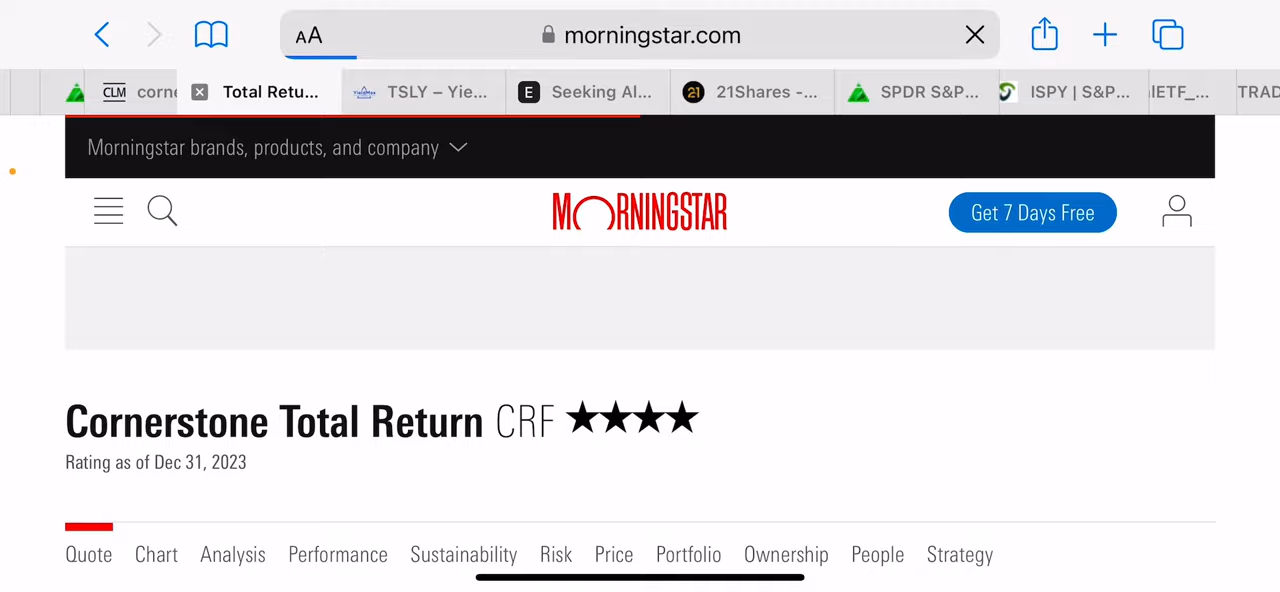 AA morningstar.com
CLM corne Total Retu... TSLY – Yie... E Seeking Al... 21 21Shares -... SPDR S&P... ISPY | S&P... IETF_... TRAD
Morningstar brands, products, and company
MORNINGSTAR
Get 7 Days Free
Cornerstone Total Return CRF ★★★★
Rating as of Dec 31, 2023
Quote Chart Analysis Performance Sustainability Risk Price Portfolio Ownership People Strategy